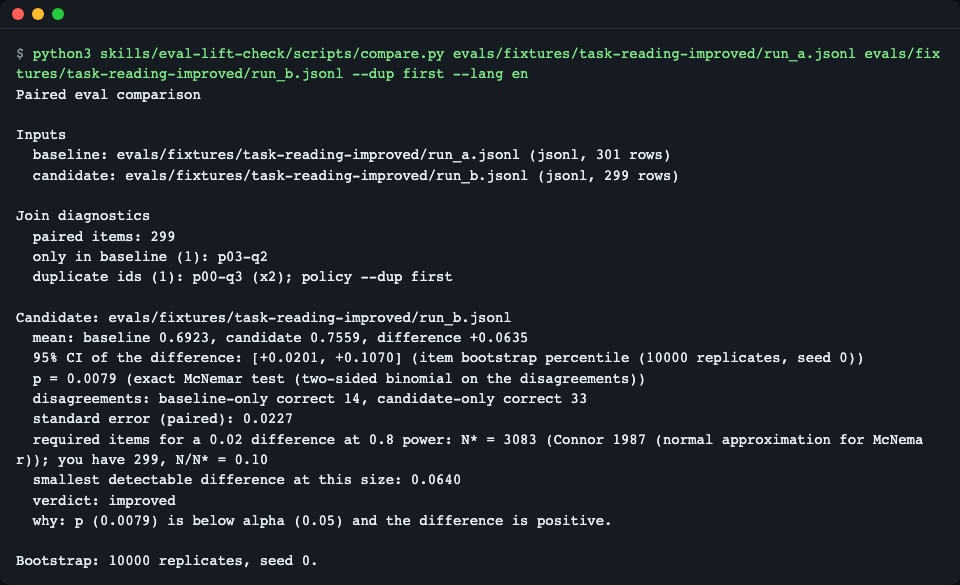 $ python3 skills/eval-lift-check/scripts/compare.py evals/fixtures/task-reading-improved/run_a.jsonl evals/fix
tures/task-reading-improved/run_b.jsonl --dup first --lang en
Paired eval comparison

Inputs
  baseline: evals/fixtures/task-reading-improved/run_a.jsonl (jsonl, 301 rows)
  candidate: evals/fixtures/task-reading-improved/run_b.jsonl (jsonl, 299 rows)

Join diagnostics
  paired items: 299
  only in baseline (1): p03-q2
  duplicate ids (1): p00-q3 (x2); policy --dup first

Candidate: evals/fixtures/task-reading-improved/run_b.jsonl
  mean: baseline 0.6923, candidate 0.7559, difference +0.0635
  95% CI of the difference: [+0.0201, +0.1070] (item bootstrap percentile (10000 replicates, seed 0))
  p = 0.0079 (exact McNemar test (two-sided binomial on the disagreements))
  disagreements: baseline-only correct 14, candidate-only correct 33
  standard error (paired): 0.0227
  required items for a 0.02 difference at 0.8 power: N* = 3083 (Connor 1987 (normal approximation for McNema
r)); you have 299, N/N* = 0.10
  smallest detectable difference at this size: 0.0640
  verdict: improved
  why: p (0.0079) is below alpha (0.05) and the difference is positive.

Bootstrap: 10000 replicates, seed 0.